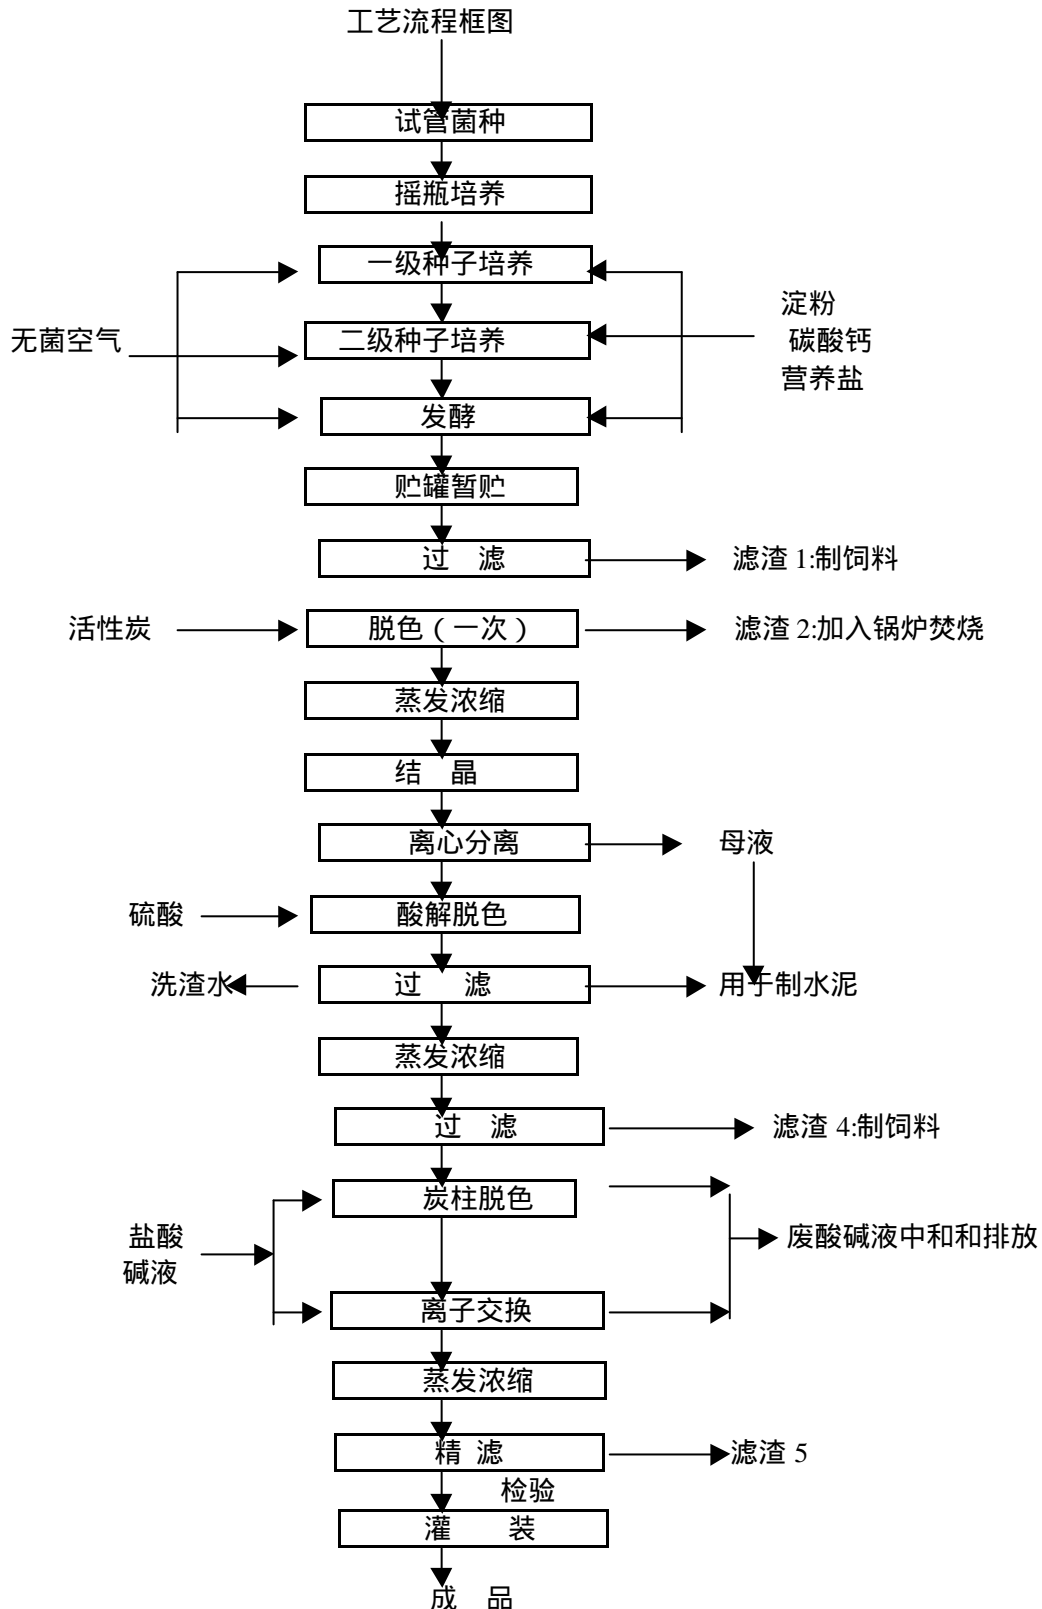 工艺流程框图
试管菌种
摇瓶培养
一级种子培养
淀粉
无菌空气
二级种子培养
碳酸钙
营养盐
发酵
贮罐暂贮
过 滤
滤渣 1:制饲料
活性炭
脱色（一次）
滤渣 2:加入锅炉焚烧
蒸发浓缩
结 晶
离心分离
母液
硫酸
酸解脱色
洗渣水
过 滤
用于制水泥
蒸发浓缩
过 滤
滤渣 4:制饲料
炭柱脱色
盐酸
碱液
废酸碱液中和和排放
离子交换
蒸发浓缩
精 滤
滤渣 5
检验
灌 装
成 品